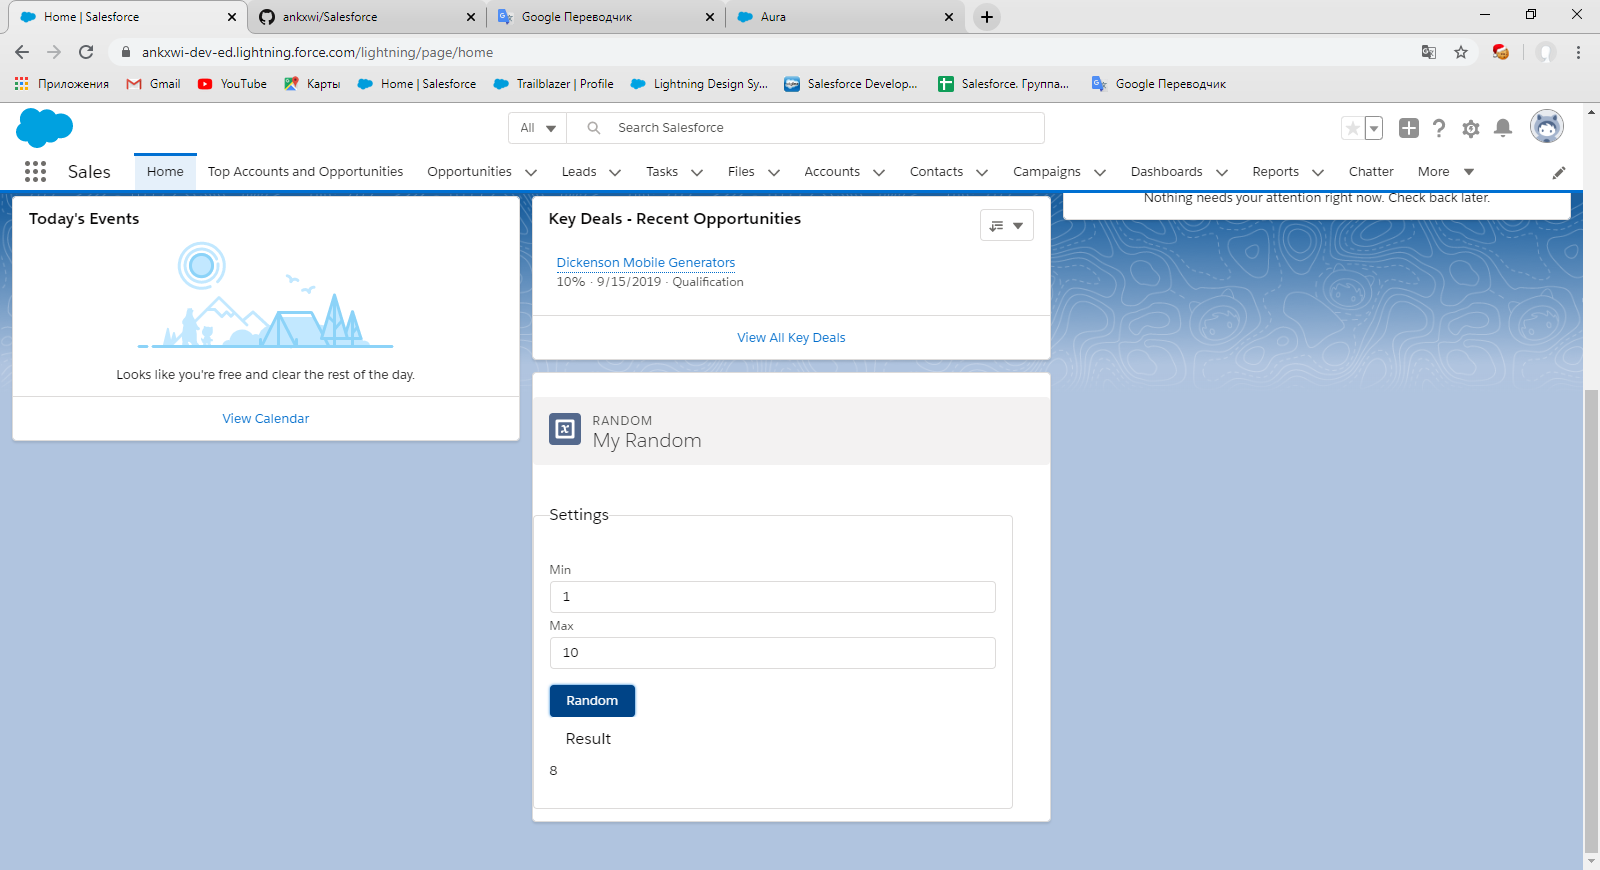 Home | Salesforce
ankxwi/Salesforce
Google Переводчик
Aura
ankxwi-dev-ed.lightning.force.com/lightning/page/home
Приложения
Gmail
YouTube
Карты
Home | Salesforce
Trailblazer | Profile
Lightning Design Sy...
Salesforce Develop...
Salesforce. Группа...
Google Переводчик
All
Search Salesforce
Sales
Home
Top Accounts and Opportunities
Opportunities
Leads
Tasks
Files
Accounts
Contacts
Campaigns
Dashboards
Reports
Chatter
More
Today's Events
Looks like you're free and clear the rest of the day.
View Calendar
Key Deals - Recent Opportunities
Dickenson Mobile Generators
10% · 9/15/2019 · Qualification
View All Key Deals
Nothing needs your attention right now. Check back later.
RANDOM
My Random
Settings
Min
1
Max
10
Random
Result
8